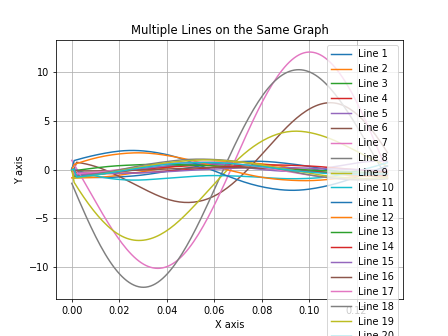 Multiple Lines on the Same Graph
Y axis
10
5
0
−5
−10
0.00
0.02
0.04
0.06
0.08
0.10
X axis
Line 1
Line 2
Line 3
Line 4
Line 5
Line 6
Line 7
Line 8
Line 9
Line 10
Line 11
Line 12
Line 13
Line 14
Line 15
Line 16
Line 17
Line 18
Line 19
Line 20